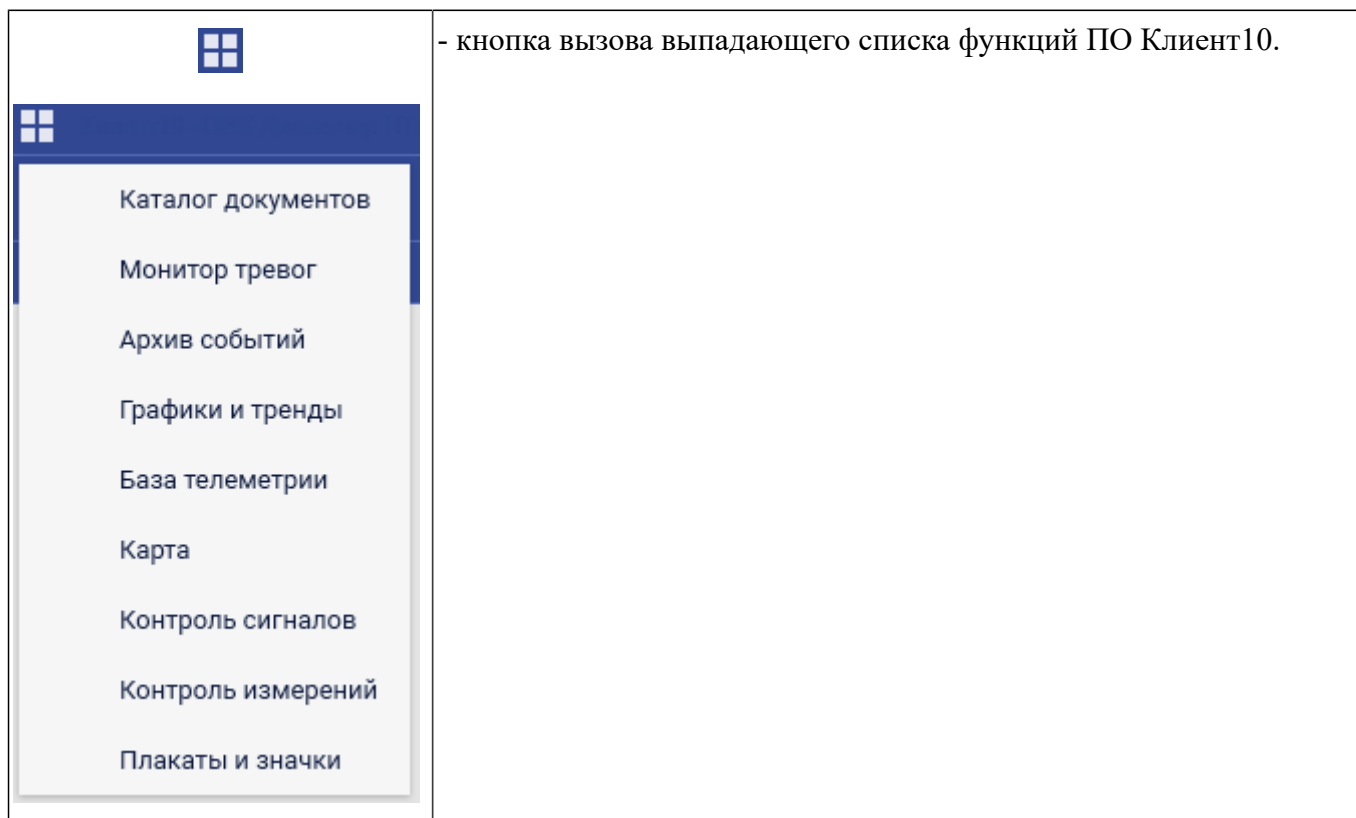 - кнопка вызова выпадающего списка функций ПО Клиент10.
Каталог документов
Монитор тревог
Архив событий
Графики и тренды
База телеметрии
Карта
Контроль сигналов
Контроль измерений
Плакаты и значки